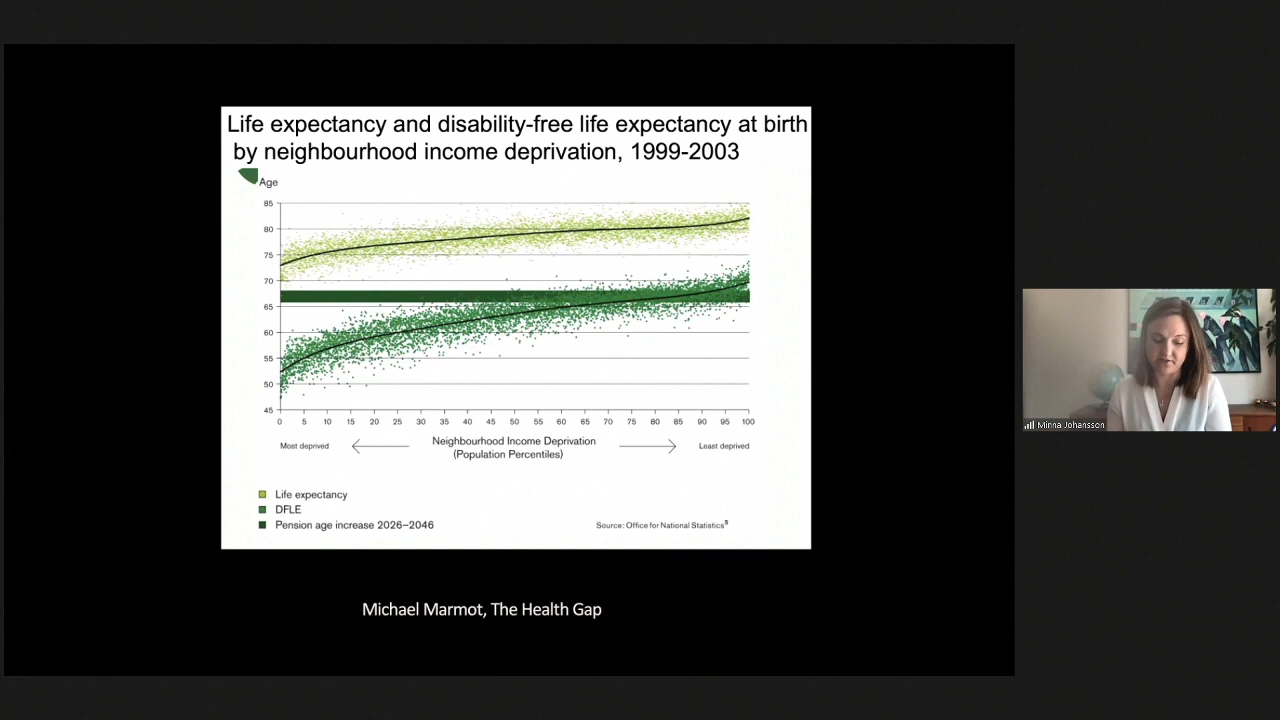 Life expectancy and disability-free life expectancy at birth
by neighbourhood income deprivation, 1999-2003
Age
85
80
75
70
65
60
55
50
45
0 5 10 15 20 25 30 35 40 45 50 55 60 65 70 75 80 85 90 95 100
Most deprived
Neighbourhood Income Deprivation
(Population Percentiles)
Least deprived
Life expectancy
DFLE
Pension age increase 2026–2046
Source: Office for National Statistics5
Michael Marmot, The Health Gap
Minna Johansson